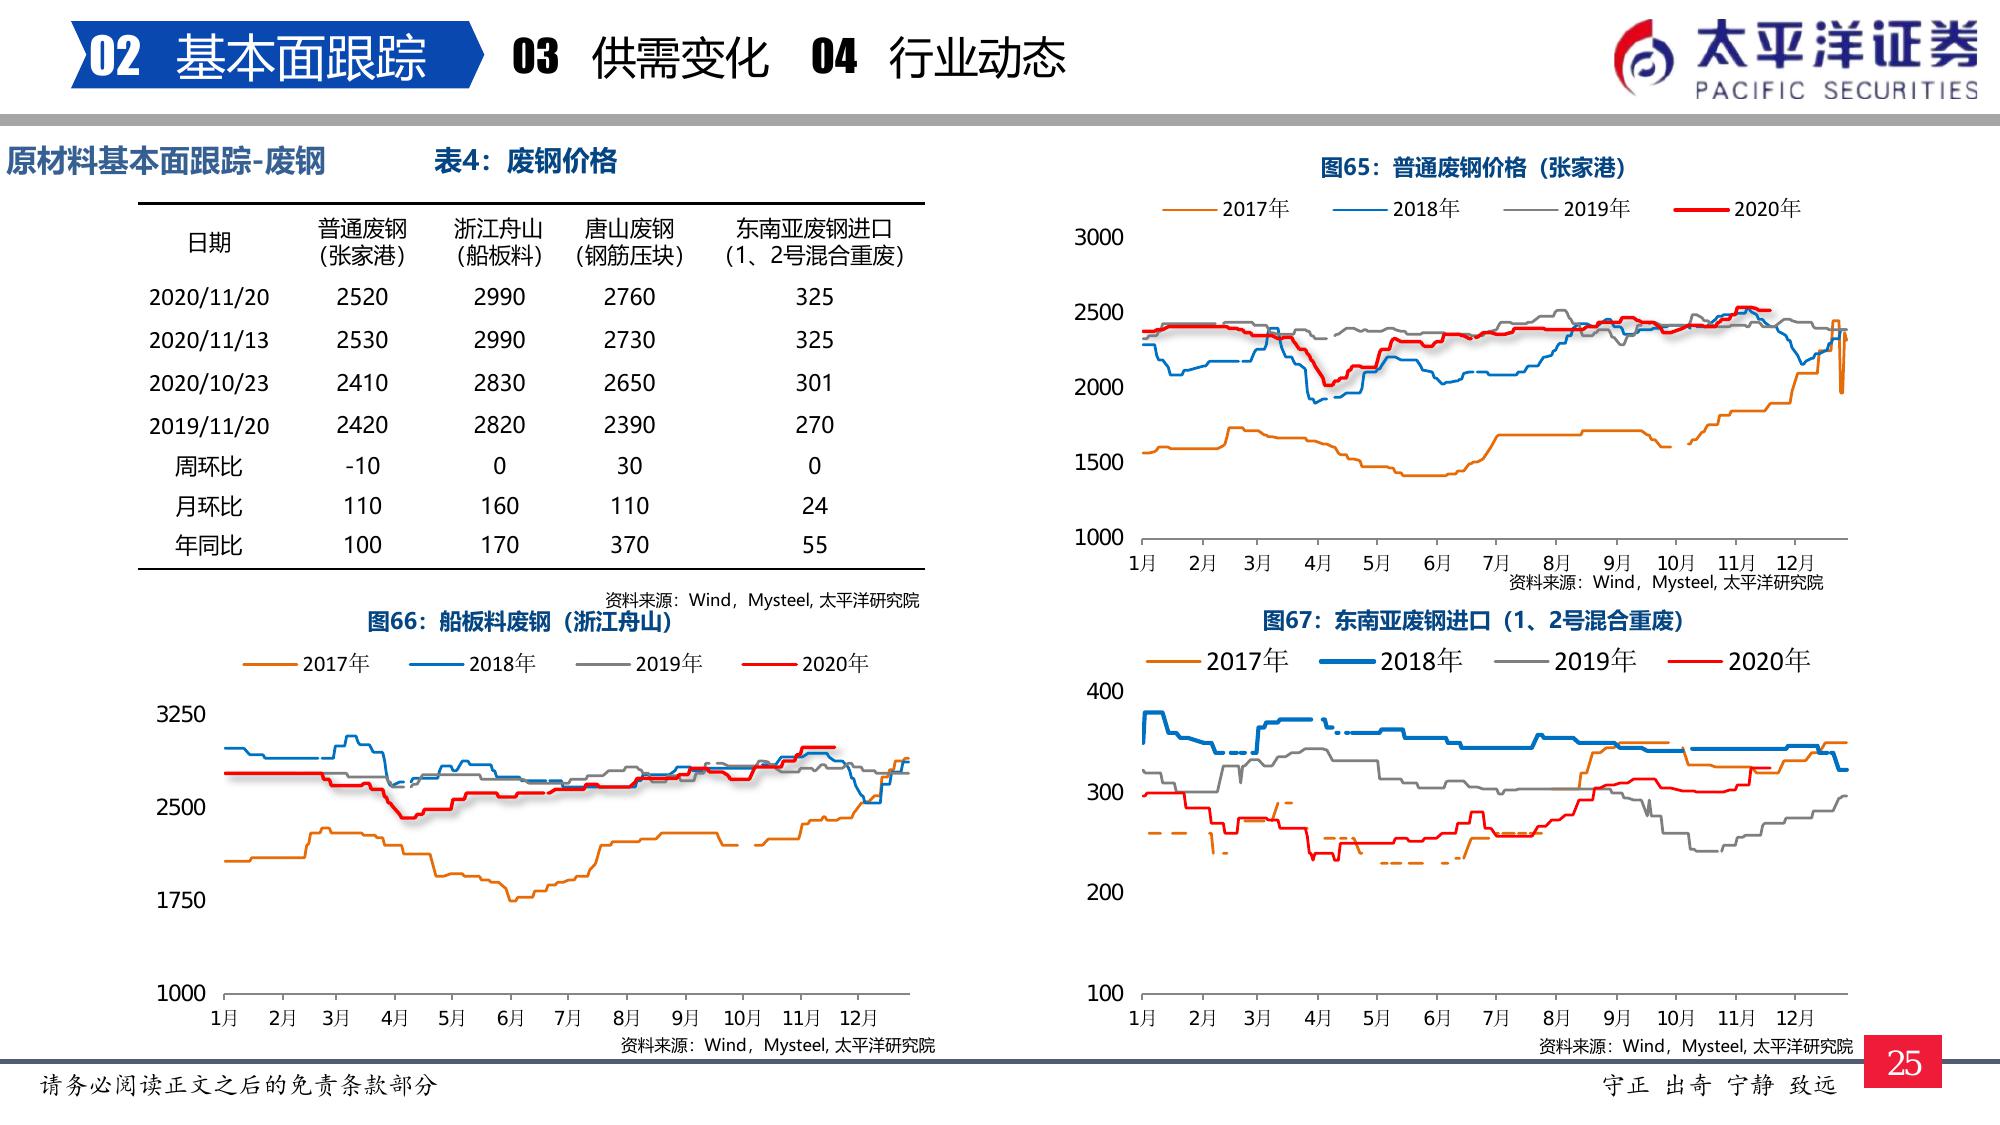 02 基本面跟踪 03 供需变化 04 行业动态
太平洋证券
PACIFIC SECURITIES
原材料基本面跟踪-废钢
表4：废钢价格
日期 普通废钢（张家港） 浙江舟山（船板料） 唐山废钢（钢筋压块） 东南亚废钢进口（1、2号混合重废）
2020/11/20 2520 2990 2760 325
2020/11/13 2530 2990 2730 325
2020/10/23 2410 2830 2650 301
2019/11/20 2420 2820 2390 270
周环比 -10 0 30 0
月环比 110 160 110 24
年同比 100 170 370 55
资料来源：Wind，Mysteel, 太平洋研究院
图65：普通废钢价格（张家港）
2017年 2018年 2019年 2020年
3000
2500
2000
1500
1000
1月 2月 3月 4月 5月 6月 7月 8月 9月 10月 11月 12月
资料来源：Wind，Mysteel, 太平洋研究院
图66：船板料废钢（浙江舟山）
2017年 2018年 2019年 2020年
3250
2500
1750
1000
1月 2月 3月 4月 5月 6月 7月 8月 9月 10月 11月 12月
资料来源：Wind，Mysteel, 太平洋研究院
图67：东南亚废钢进口（1、2号混合重废）
2017年 2018年 2019年 2020年
400
300
200
100
1月 2月 3月 4月 5月 6月 7月 8月 9月 10月 11月 12月
资料来源：Wind，Mysteel, 太平洋研究院
请务必阅读正文之后的免责条款部分
守正 出奇 宁静 致远
25